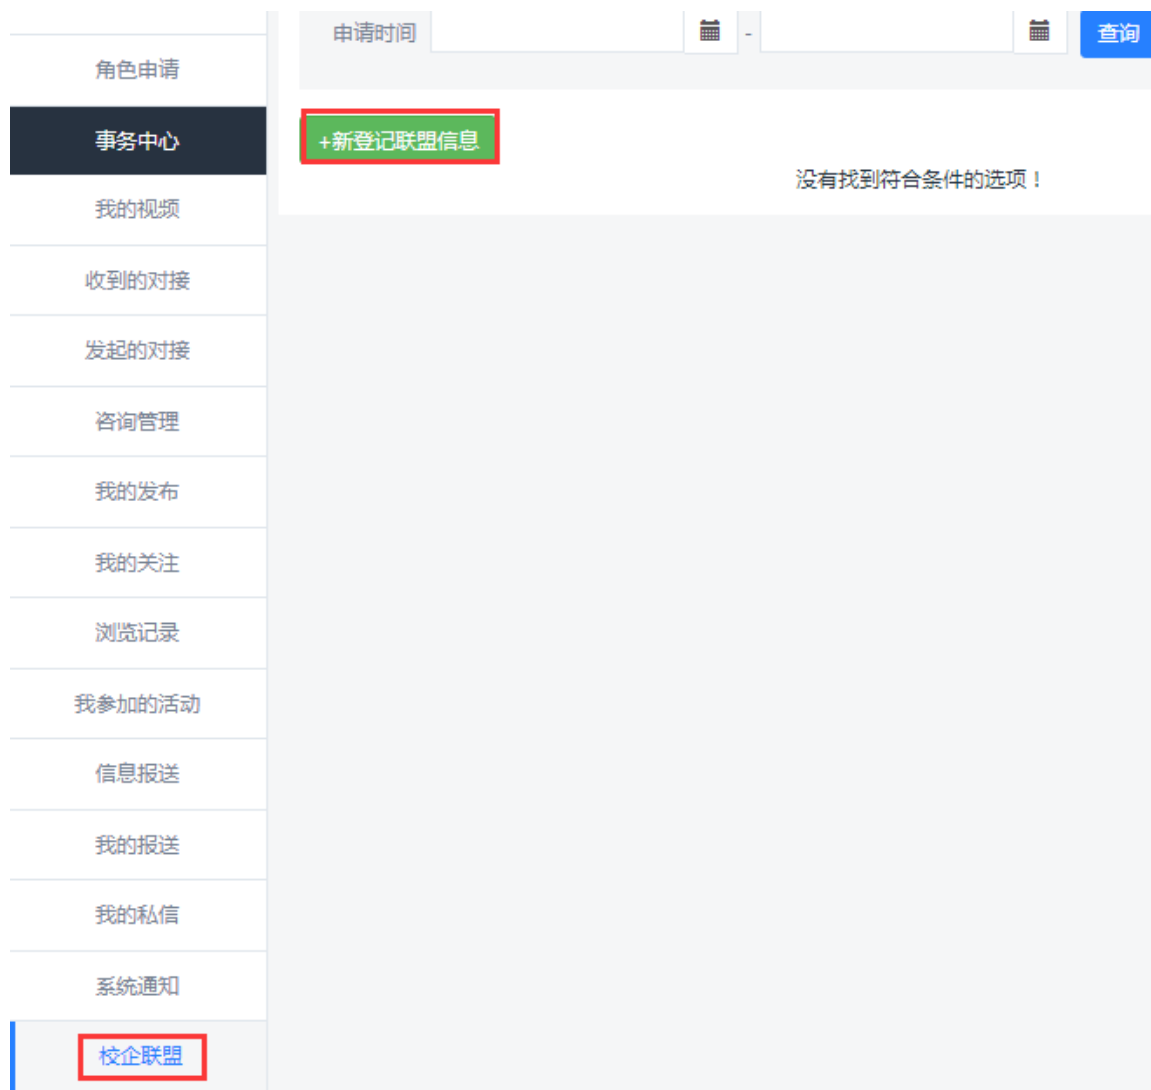 申请时间 - 查询
角色申请
事务中心
+新登记联盟信息
没有找到符合条件的选项！
我的视频
收到的对接
发起的对接
咨询管理
我的发布
我的关注
浏览记录
我参加的活动
信息报送
我的报送
我的私信
系统通知
校企联盟